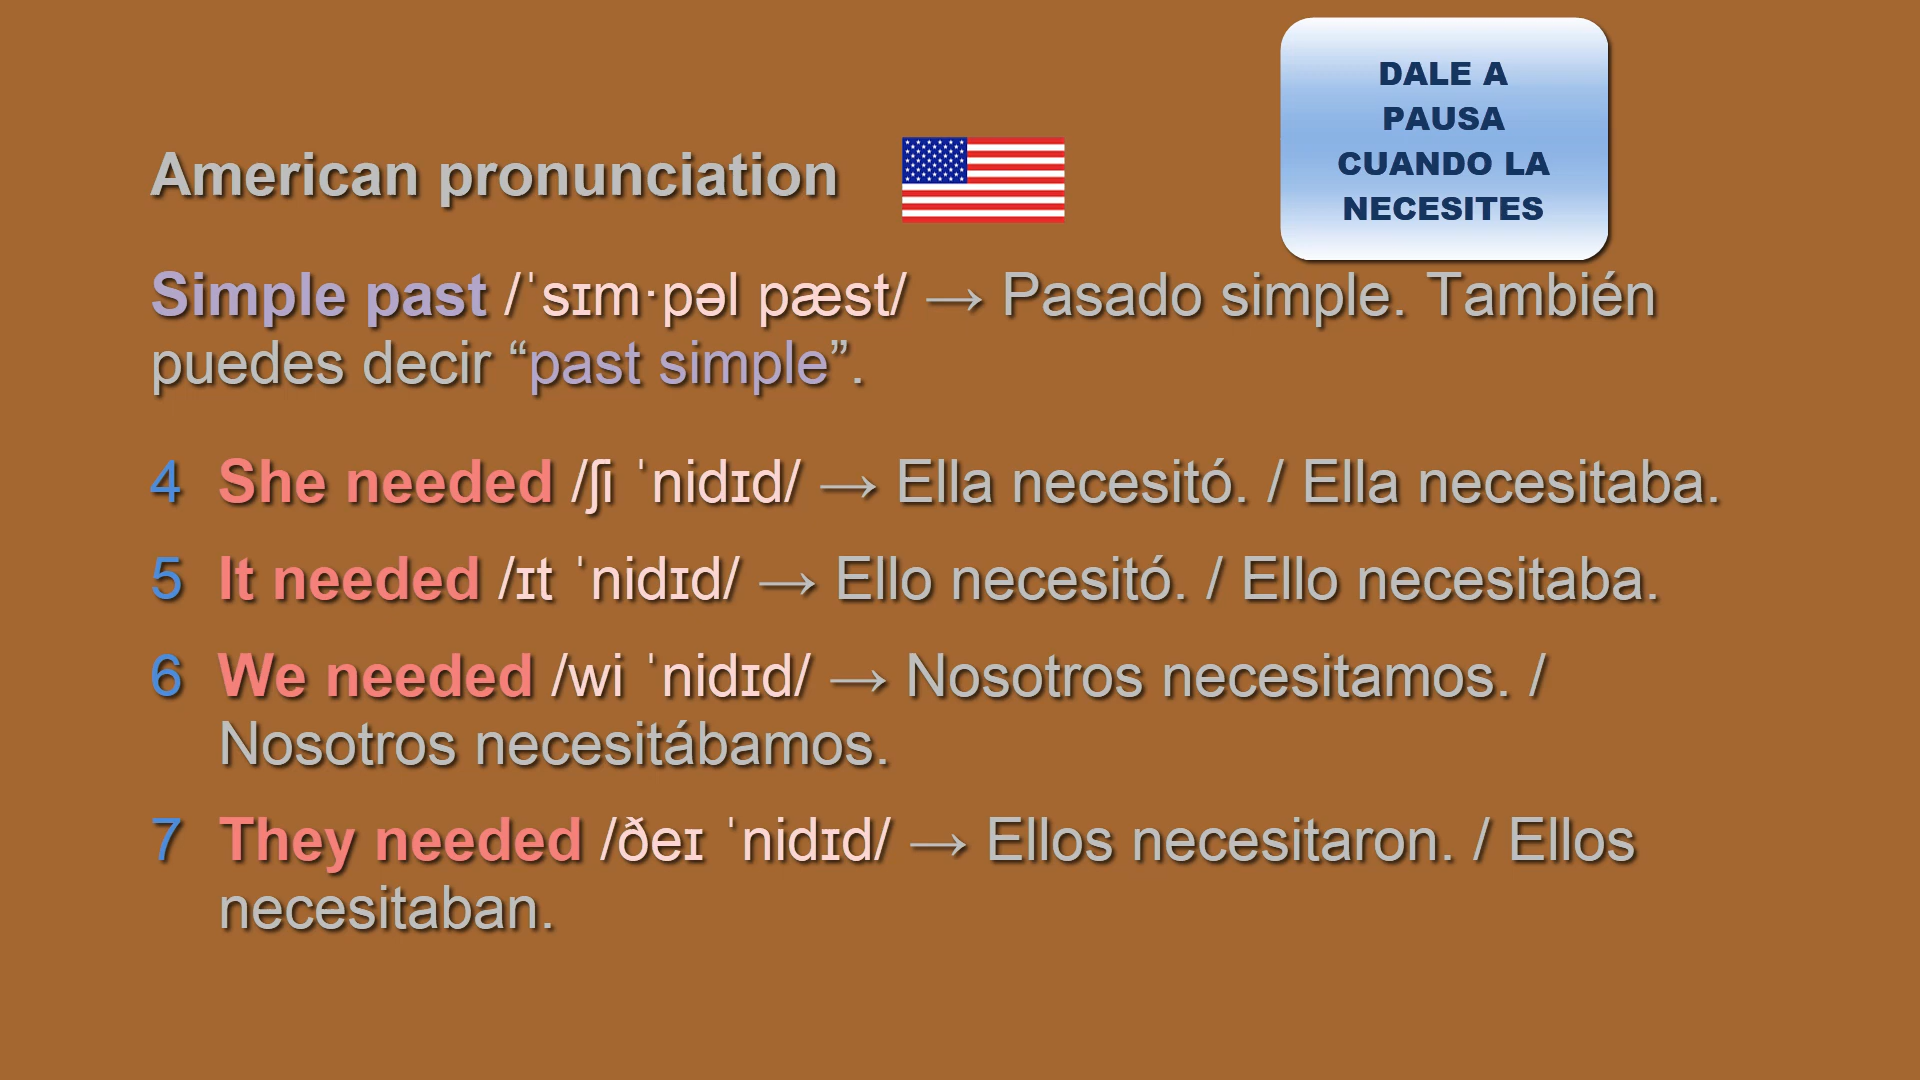 DALE A
PAUSA
CUANDO LA
NECESITES
American pronunciation
Simple past /ˈsɪm·pəl pæst/ → Pasado simple. También
puedes decir “past simple”.
4 She needed /ʃi ˈnidɪd/ → Ella necesitó. / Ella necesitaba.
5 It needed /ɪt ˈnidɪd/ → Ello necesitó. / Ello necesitaba.
6 We needed /wi ˈnidɪd/ → Nosotros necesitamos. /
Nosotros necesitábamos.
7 They needed /ðeɪ ˈnidɪd/ → Ellos necesitaron. / Ellos
necesitaban.